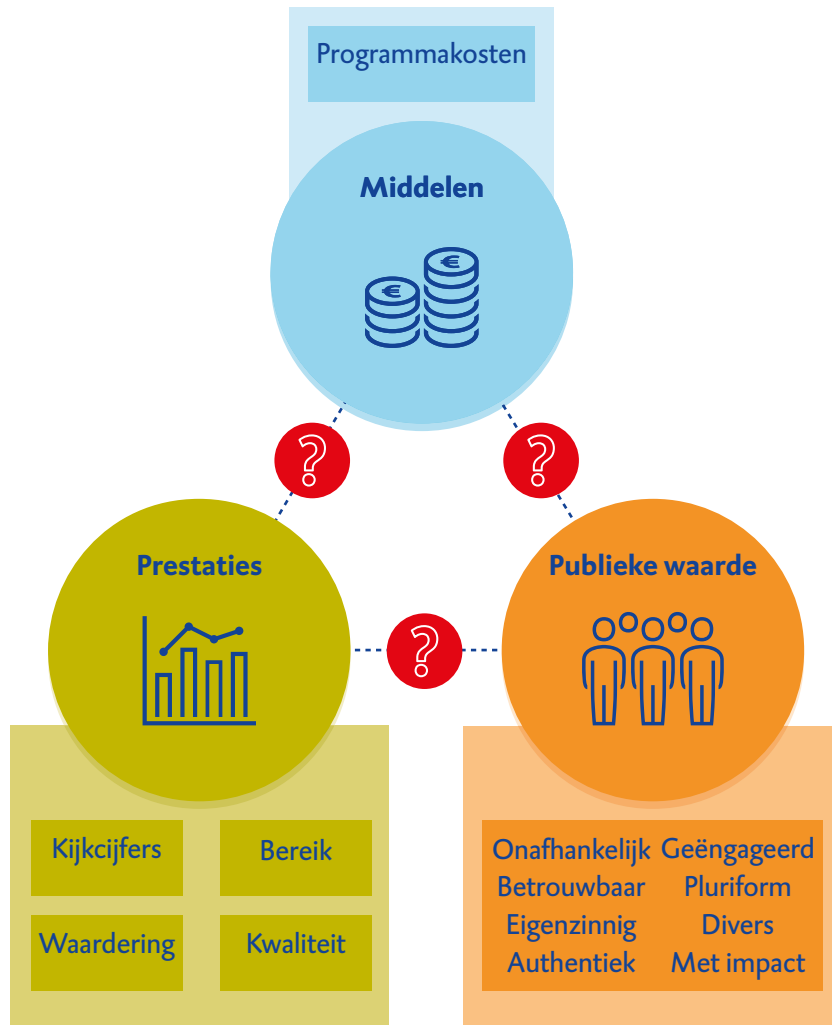 Programmakosten
Middelen
€
€
?
?
Prestaties
Publieke waarde
?
Kijkcijfers
Bereik
Waardering
Kwaliteit
Onafhankelijk Geëngageerd
Betrouwbaar Pluriform
Eigenzinnig Divers
Authentiek Met impact